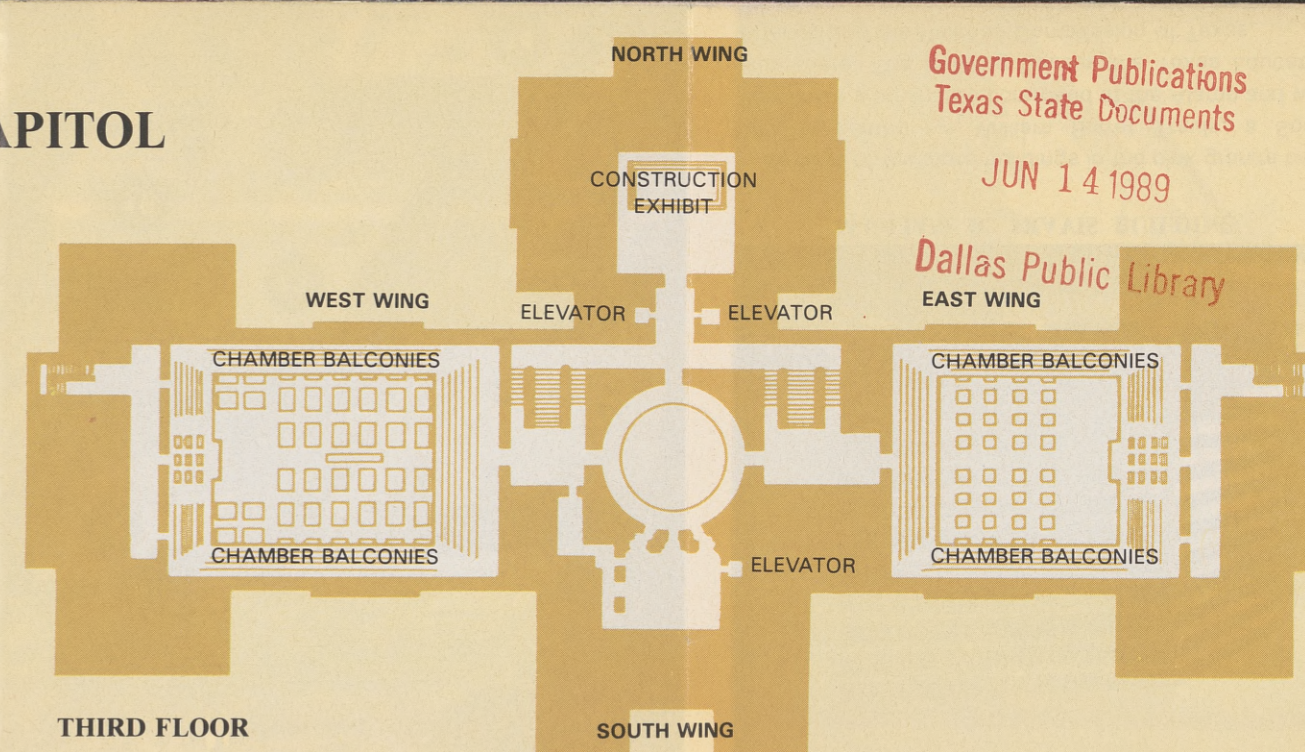 NORTH WING
Government Publications
Texas State Documents
JUN 14 1989
Dallas Public Library
APITOL
CONSTRUCTION
EXHIBIT
WEST WING
ELEVATOR
ELEVATOR
EAST WING
CHAMBER BALCONIES
CHAMBER BALCONIES
CHAMBER BALCONIES
CHAMBER BALCONIES
ELEVATOR
THIRD FLOOR
SOUTH WING